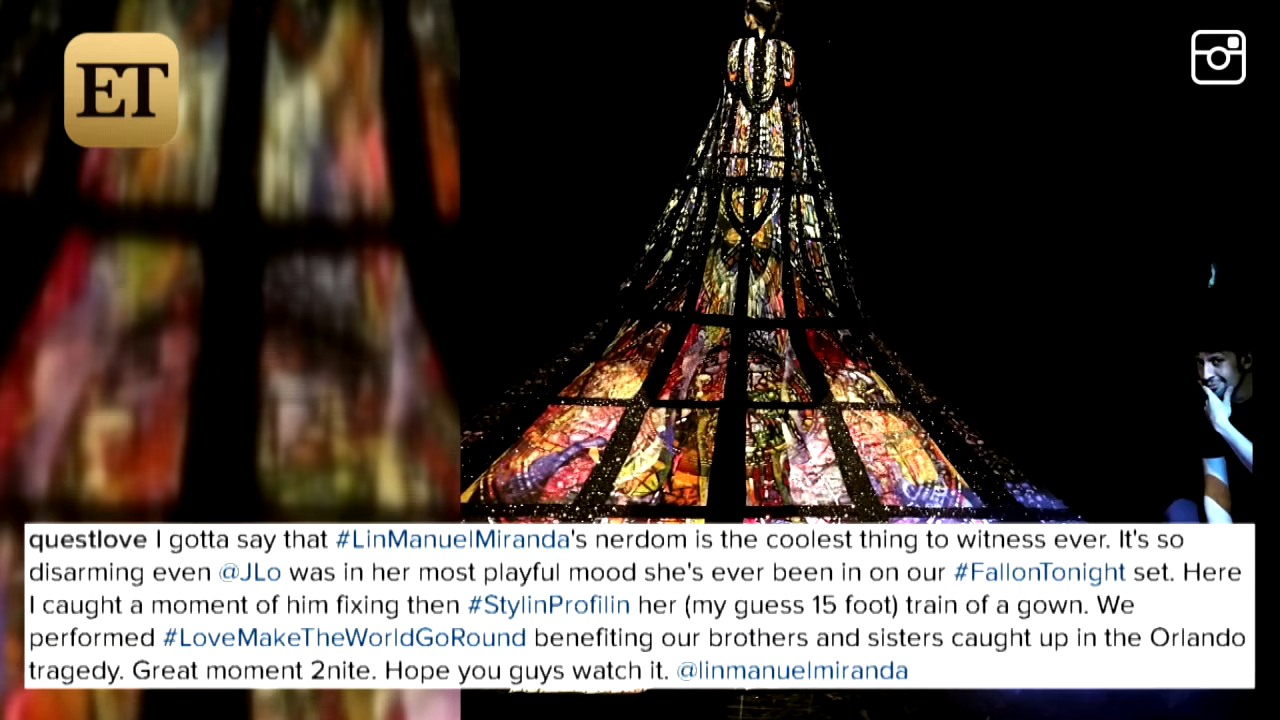 ET
questlove I gotta say that #LinManuelMiranda's nerdom is the coolest thing to witness ever. It's so
disarming even @JLo was in her most playful mood she's ever been in on our #FallonTonight set. Here
I caught a moment of him fixing then #StylinProfilin her (my guess 15 foot) train of a gown. We
performed #LoveMakeTheWorldGoRound benefiting our brothers and sisters caught up in the Orlando
tragedy. Great moment 2nite. Hope you guys watch it. @linmanuelmiranda